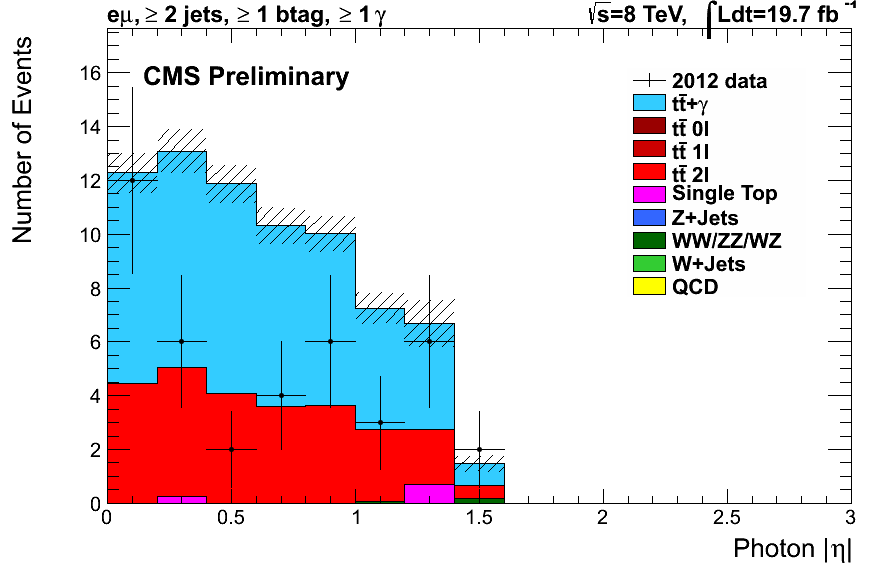 eμ, ≥ 2 jets, ≥ 1 btag, ≥ 1 γ
√s=8 TeV, ∫Ldt=19.7 fb⁻¹
CMS Preliminary
Number of Events
16
14
12
10
8
6
4
2
0
2012 data
tt̄+γ
tt̄ 0l
tt̄ 1l
tt̄ 2l
Single Top
Z+Jets
WW/ZZ/WZ
W+Jets
QCD
0 0.5 1 1.5 2 2.5 3
Photon |η|